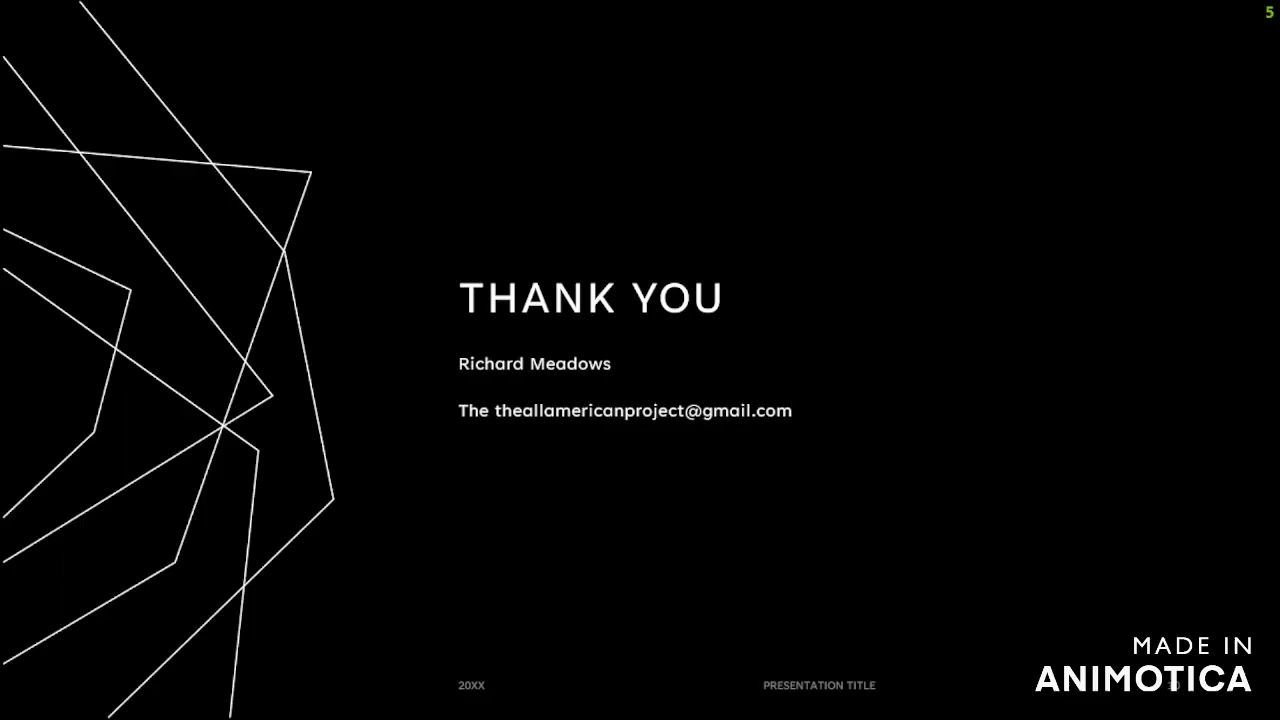 5
THANK YOU
Richard Meadows
The theallamericanproject@gmail.com
20XX
PRESENTATION TITLE
MADE IN
ANIMOTICA